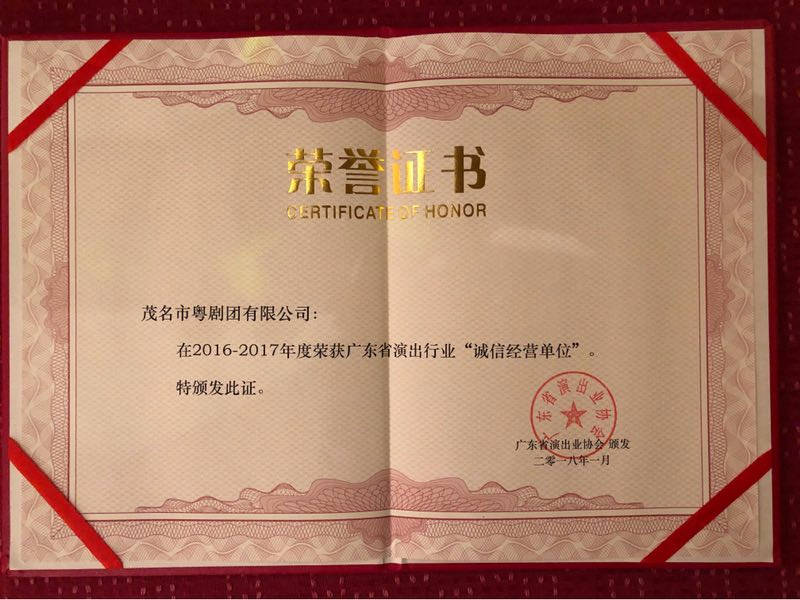 荣誉证书
CERTIFICATE OF HONOR
茂名市粤剧团有限公司：
在2016-2017年度荣获广东省演出行业“诚信经营单位”。
特颁发此证。
广东省演出业协会
广东省演出业协会 颁发
二零一八年一月